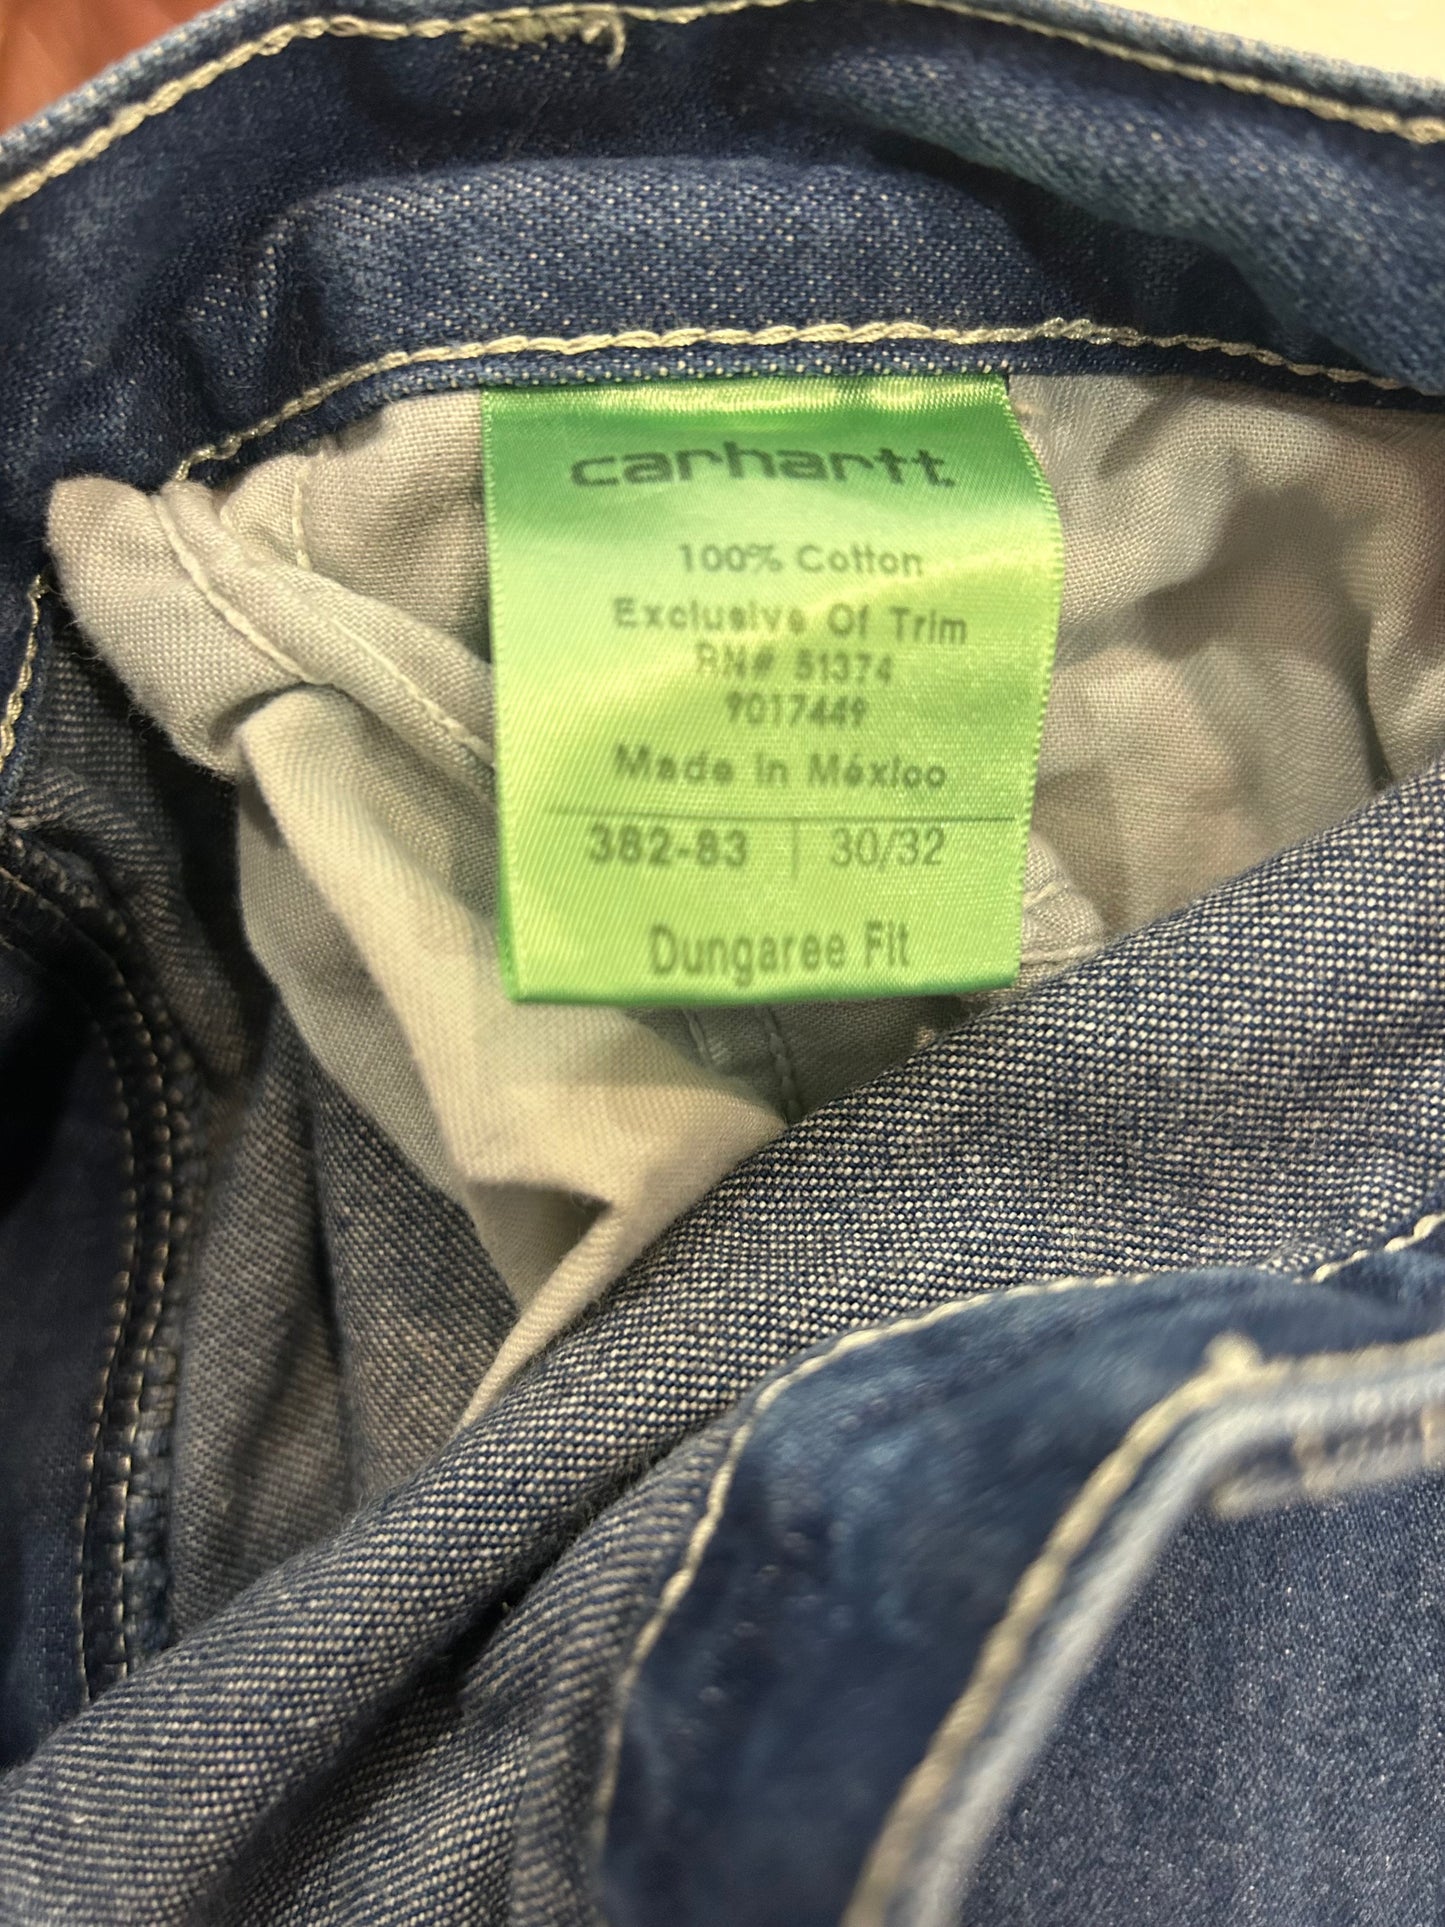 carhartt.
100% Cotton
Exclusive Of Trim
RN# 51374
9017449
Made In México
382-83 | 30/32
Dungaree Fit